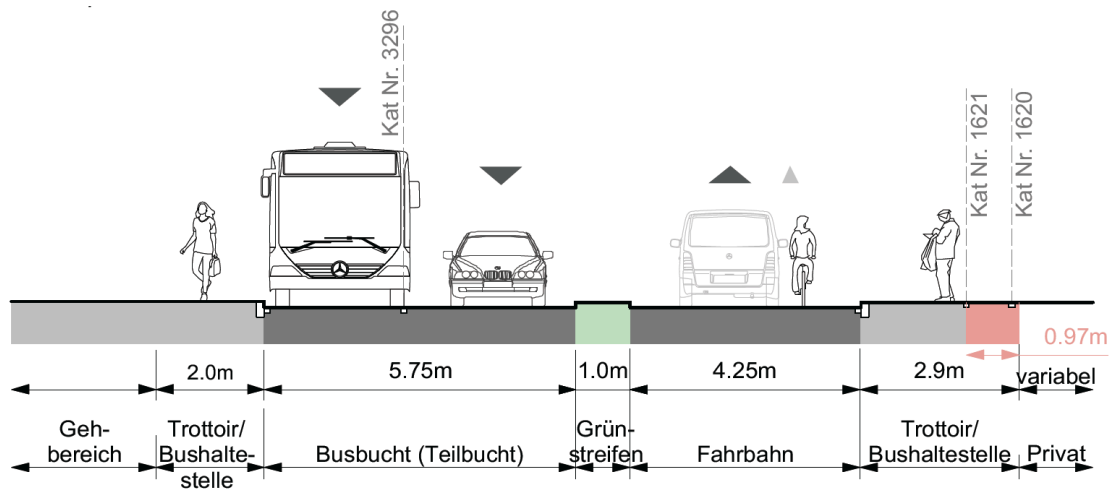 Kat Nr. 3296
Kat Nr. 1621
Kat Nr. 1620
0.97m
2.0m
5.75m
1.0m
4.25m
2.9m
variabel
Geh-
bereich
Trottoir/
Bushalte-
stelle
Busbucht (Teilbucht)
Grün-
streifen
Fahrbahn
Trottoir/
Bushaltestelle
Privat